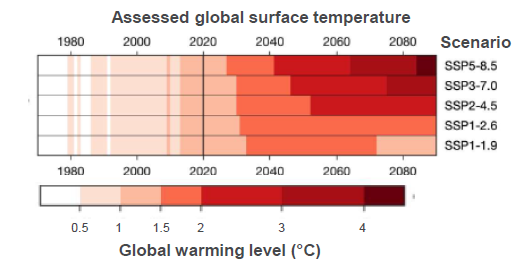 Assessed global surface temperature
1980 2000 2020 2040 2060 2080
Scenario
SSP5-8.5
SSP3-7.0
SSP2-4.5
SSP1-2.6
SSP1-1.9
1980 2000 2020 2040 2060 2080
0.5 1 1.5 2 3 4
Global warming level (°C)